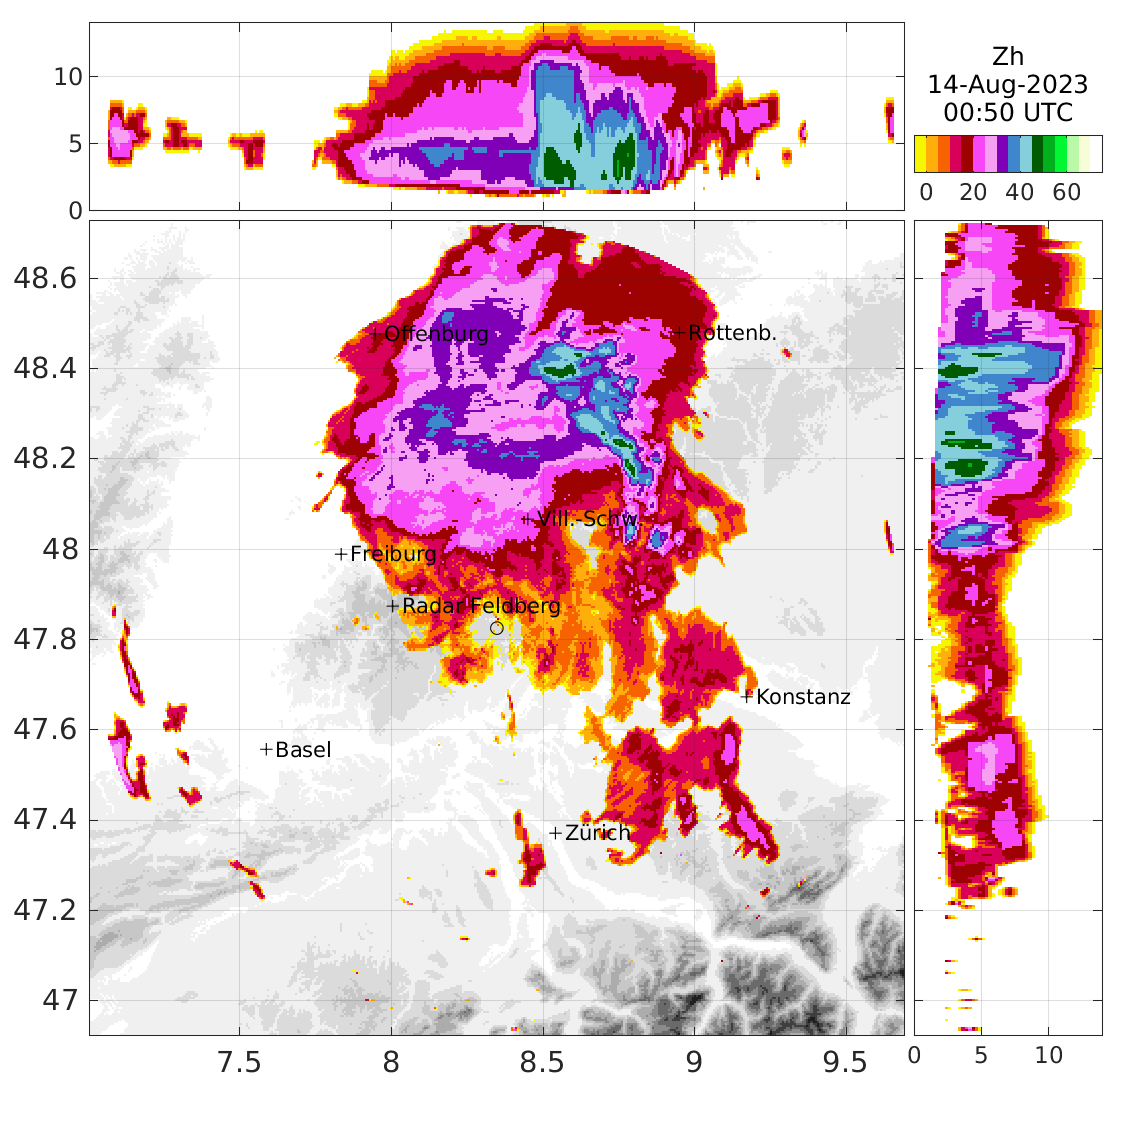 Zh
14-Aug-2023
00:50 UTC
0 20 40 60
10
5
0
48.6
48.4
48.2
48
47.8
47.6
47.4
47.2
47
+Offenburg
+Rottenb.
+Vill.-Schw.
+Freiburg
+Radar Feldberg
+Konstanz
+Basel
+Zürich
7.5 8 8.5 9 9.5
0 5 10